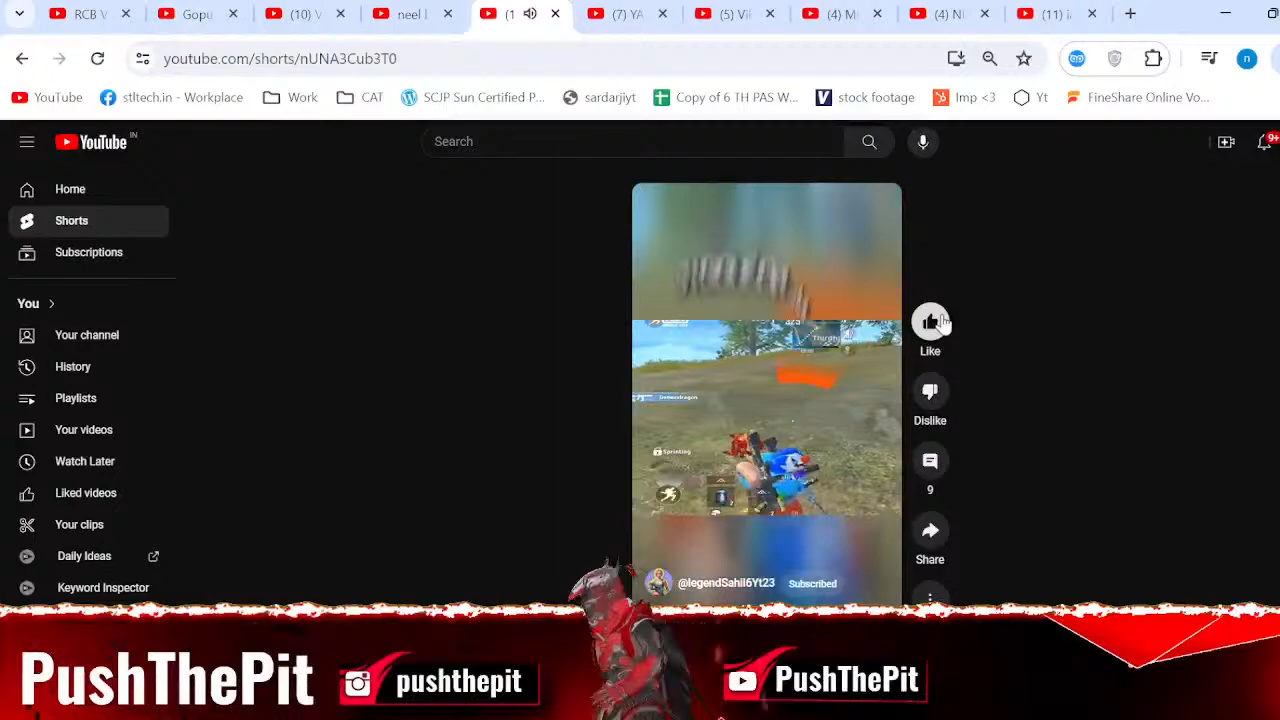 RCB V
Gopu
(10) V
neel l
(1
(7) YA
(5) Vi
(4) M
(4) N
(11) i
youtube.com/shorts/nUNA3Cub3T0
n
YouTube
stltech.in - Workplace
Work
CAT
SCJP Sun Certified P...
sardarjiyt
Copy of 6 TH PAS W...
stock footage
Imp <3
Yt
FineShare Online Vo...
YouTube IN
Search
9+
Home
Shorts
Subscriptions
You
Your channel
History
Playlists
Your videos
Watch Later
Liked videos
Your clips
Daily Ideas
Keyword Inspector
Sprinting
Like
Dislike
9
Share
@legendSahil6Yt23 Subscribed
PushThePit
pushthepit
PushThePit